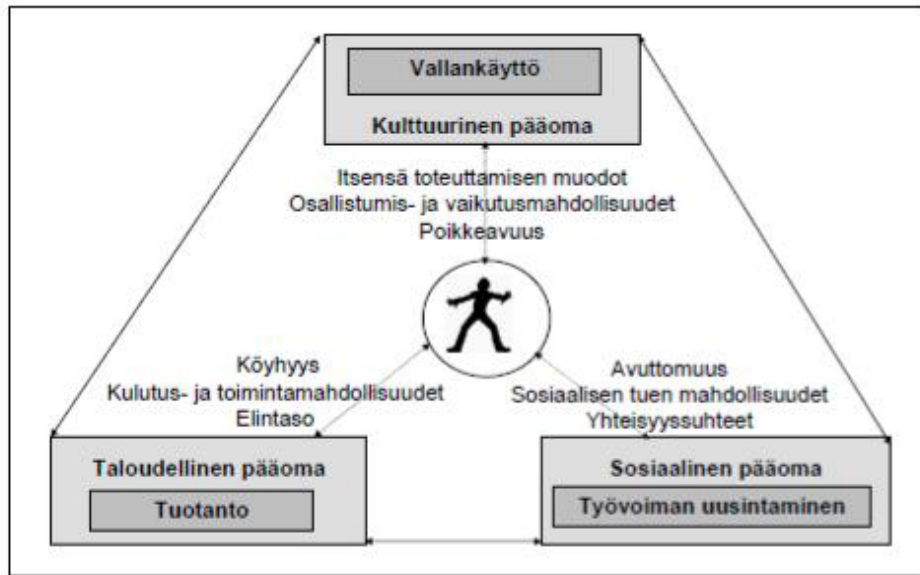 Vallankäyttö
Kulttuurinen pääoma
Itsensä toteuttamisen muodot
Osallistumis- ja vaikutusmahdollisuudet
Poikkeavuus
Köyhyys
Kulutus- ja toimintamahdollisuudet
Elintaso
Avuttomuus
Sosiaalisen tuen mahdollisuudet
Yhteisyyssuhteet
Taloudellinen pääoma
Tuotanto
Sosiaalinen pääoma
Työvoiman uusintaminen